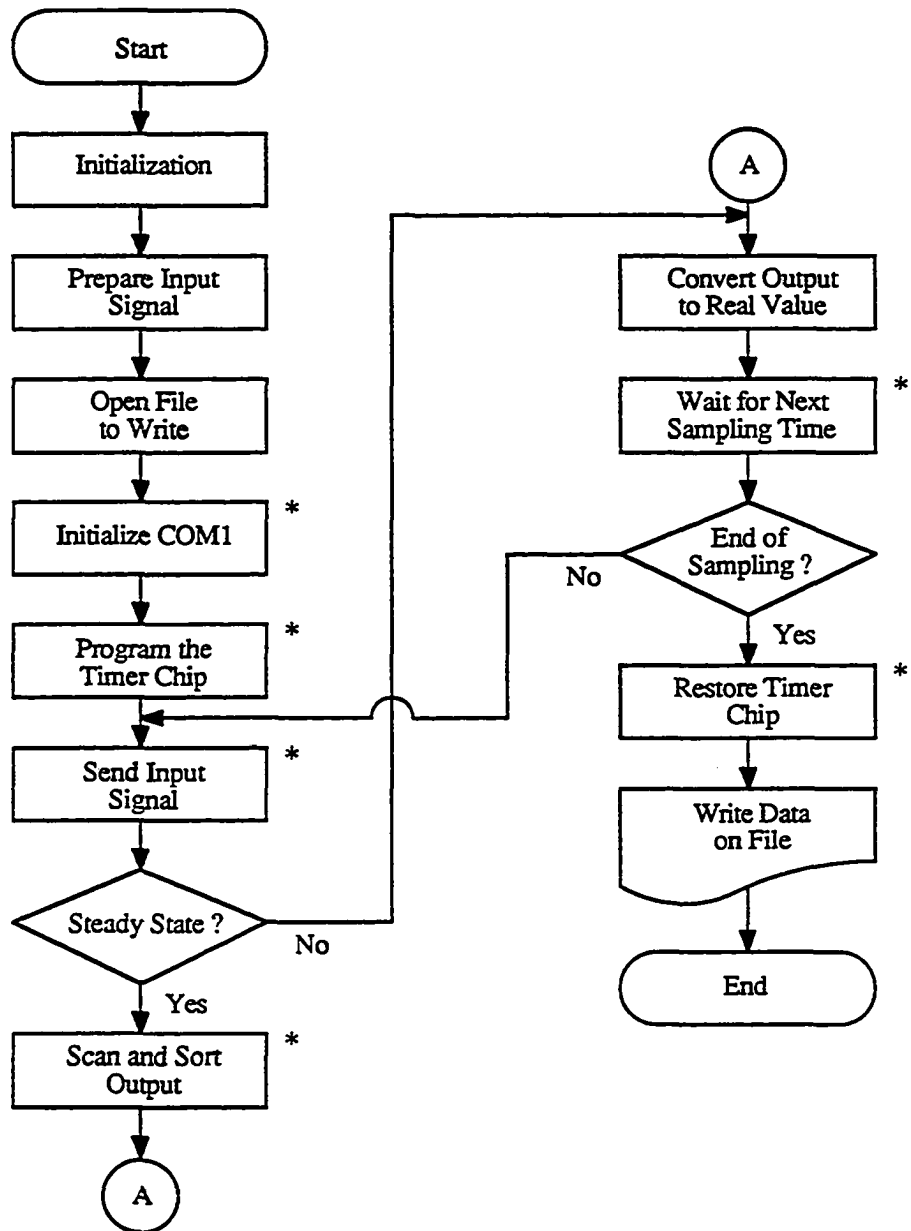 Start
Initialization
Prepare Input
Signal
Open File
to Write
Initialize COM1
*
Program the
Timer Chip
*
Send Input
Signal
*
Steady State ?
No
Yes
Scan and Sort
Output
*
A
A
Convert Output
to Real Value
Wait for Next
Sampling Time
*
End of
Sampling ?
No
Yes
Restore Timer
Chip
*
Write Data
on File
End